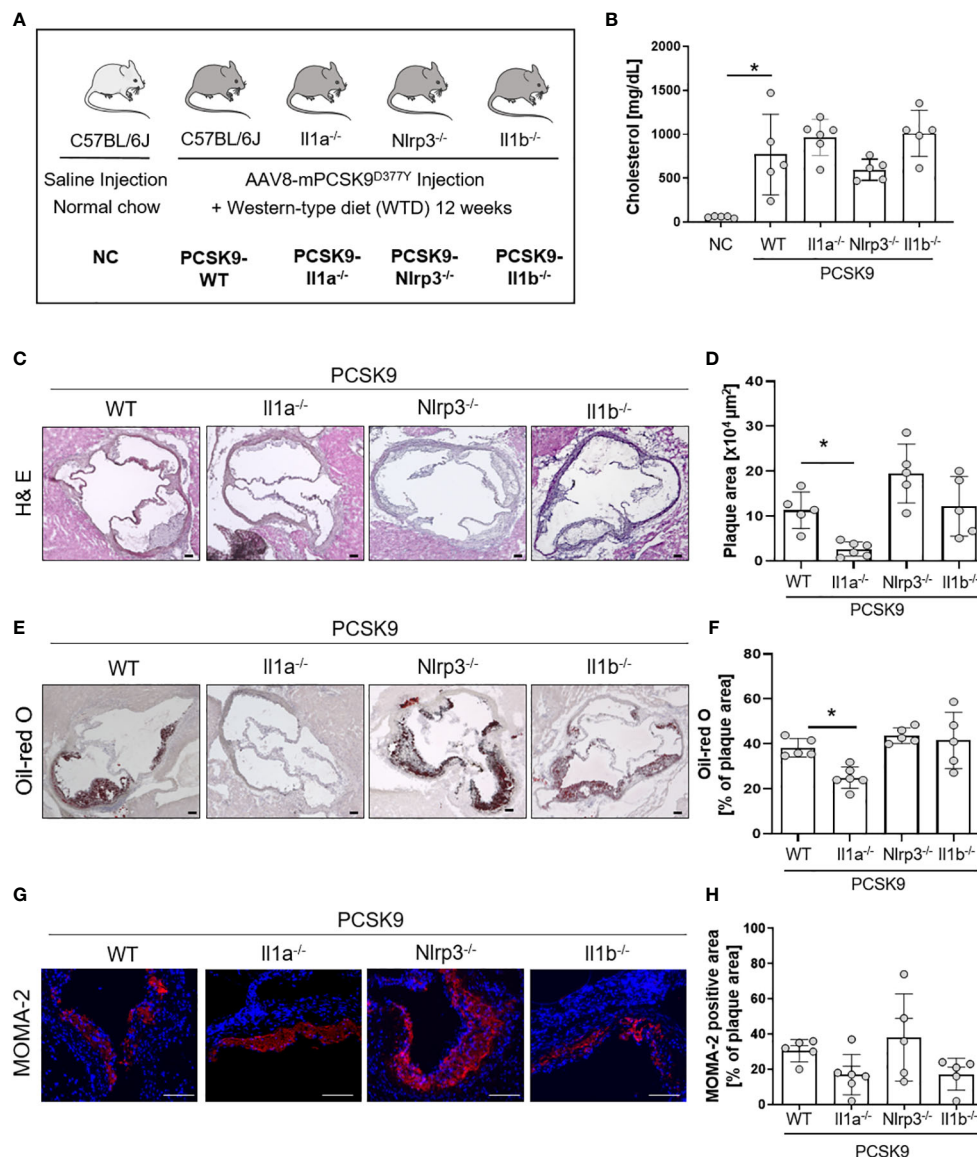 A
C57BL/6J C57BL/6J Il1a-/- Nlrp3-/- Il1b-/-
Saline Injection AAV8-mPCSK9D377Y Injection
Normal chow + Western-type diet (WTD) 12 weeks
NC PCSK9- PCSK9- PCSK9- PCSK9-
WT Il1a-/- Nlrp3-/- Il1b-/-
B
Cholesterol [mg/dL]
2000
1500
1000
500
0
*
NC WT Il1a-/- Nlrp3-/- Il1b-/-
PCSK9
C
PCSK9
WT Il1a-/- Nlrp3-/- Il1b-/-
H& E
D
Plaque area [x10⁴ µm²]
40
30
20
10
0
*
WT Il1a-/- Nlrp3-/- Il1b-/-
PCSK9
E
PCSK9
WT Il1a-/- Nlrp3-/- Il1b-/-
Oil-red O
F
Oil-red O
[% of plaque area]
80
60
40
20
0
*
WT Il1a-/- Nlrp3-/- Il1b-/-
PCSK9
G
PCSK9
WT Il1a-/- Nlrp3-/- Il1b-/-
MOMA-2
H
MOMA-2 positive area
[% of plaque area]
100
80
60
40
20
0
WT Il1a-/- Nlrp3-/- Il1b-/-
PCSK9